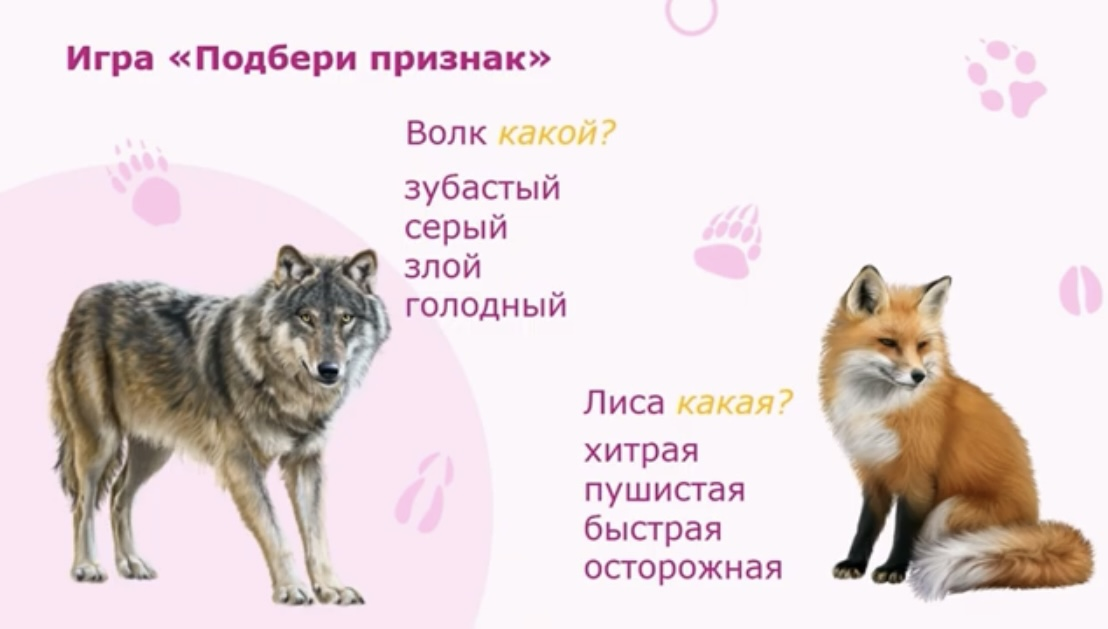 Игра «Подбери признак»
Волк какой?
зубастый
серый
злой
голодный
Лиса какая?
хитрая
пушистая
быстрая
осторожная